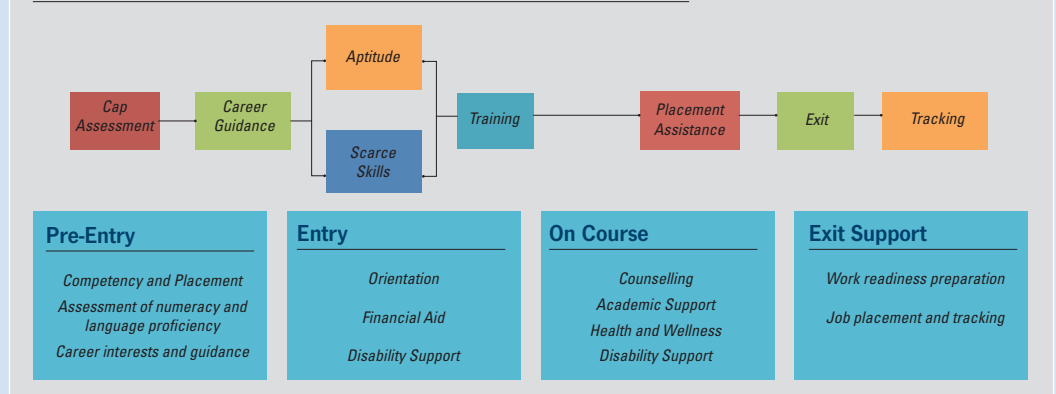 Cap
Assessment
Career
Guidance
Aptitude
Scarce
Skills
Training
Placement
Assistance
Exit
Tracking
Pre-Entry
Competency and Placement
Assessment of numeracy and
language proficiency
Career interests and guidance
Entry
Orientation
Financial Aid
Disability Support
On Course
Counselling
Academic Support
Health and Wellness
Disability Support
Exit Support
Work readiness preparation
Job placement and tracking